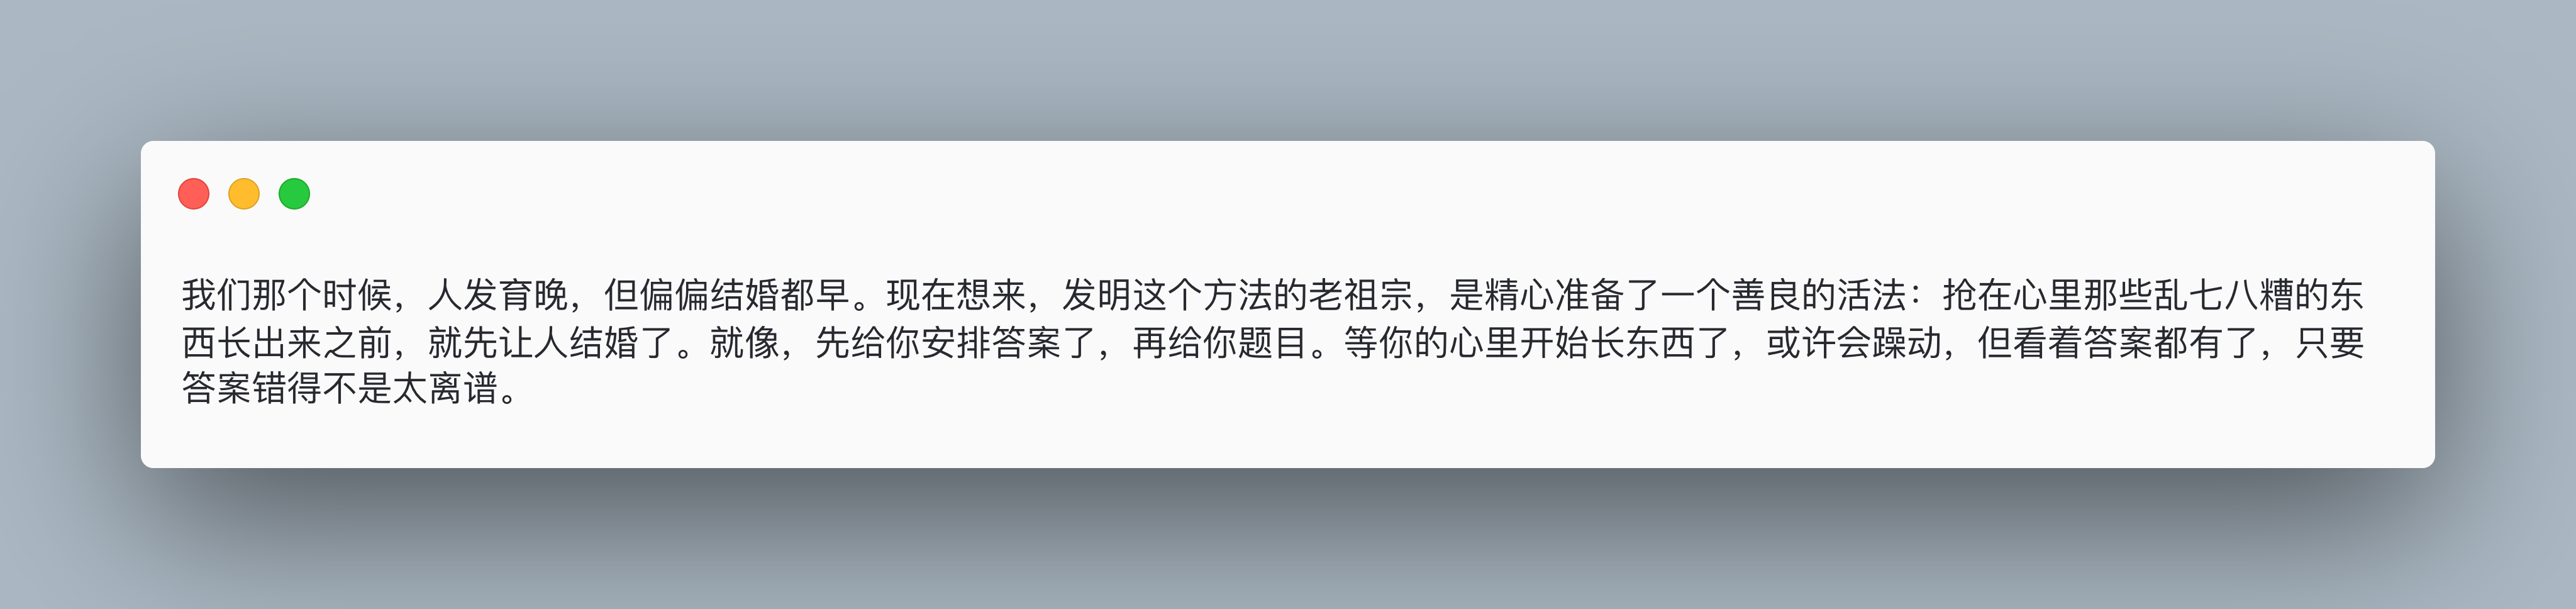 我们那个时候，人发育晚，但偏偏结婚都早。现在想来，发明这个方法的老祖宗，是精心准备了一个善良的活法：抢在心里那些乱七八糟的东
西长出来之前，就先让人结婚了。就像，先给你安排答案了，再给你题目。等你的心里开始长东西了，或许会躁动，但看着答案都有了，只要
答案错得不是太离谱。